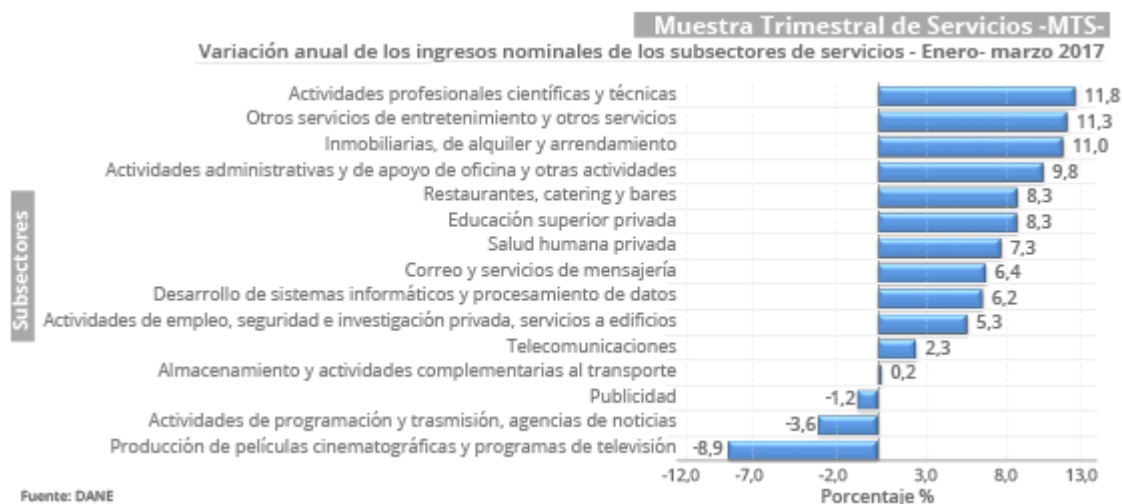 Muestra Trimestral de Servicios -MTS-
Variación anual de los ingresos nominales de los subsectores de servicios - Enero- marzo 2017
Subsectores
Actividades profesionales científicas y técnicas 11,8
Otros servicios de entretenimiento y otros servicios 11,3
Inmobiliarias, de alquiler y arrendamiento 11,0
Actividades administrativas y de apoyo de oficina y otras actividades 9,8
Restaurantes, catering y bares 8,3
Educación superior privada 8,3
Salud humana privada 7,3
Correo y servicios de mensajería 6,4
Desarrollo de sistemas informáticos y procesamiento de datos 6,2
Actividades de empleo, seguridad e investigación privada, servicios a edificios 5,3
Telecomunicaciones 2,3
Almacenamiento y actividades complementarias al transporte 0,2
Publicidad -1,2
Actividades de programación y trasmisión, agencias de noticias -3,6
Producción de películas cinematográficas y programas de televisión -8,9
-12,0 -7,0 -2,0 3,0 8,0 13,0
Porcentaje %
Fuente: DANE